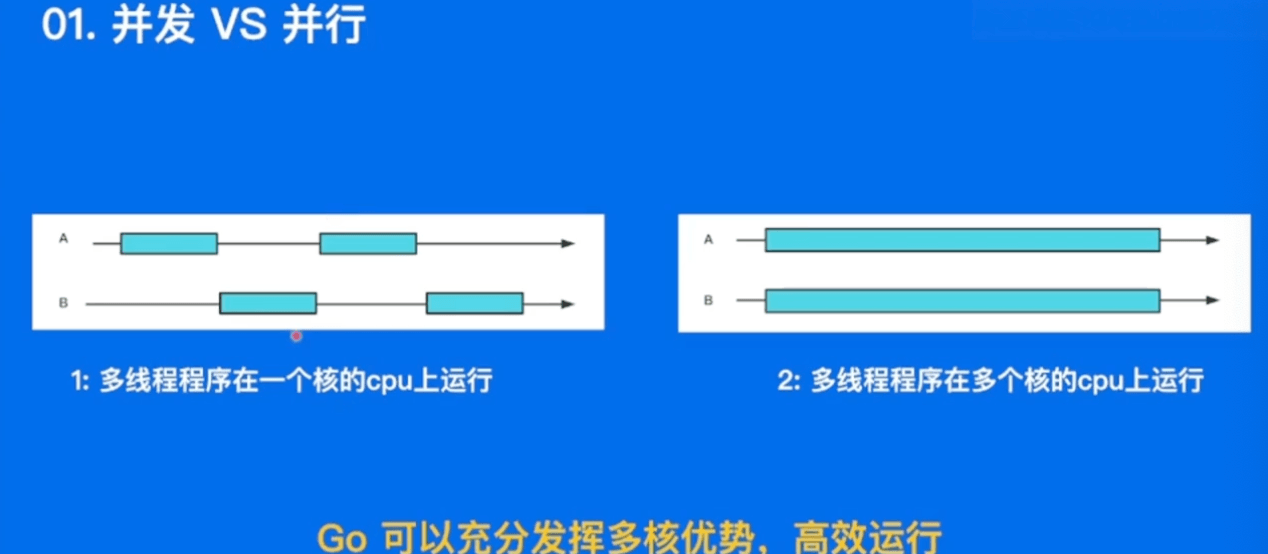 01. 并发 VS 并行
A
B
1: 多线程程序在一个核的cpu上运行
A
B
2: 多线程程序在多个核的cpu上运行
Go 可以充分发挥多核优势，高效运行